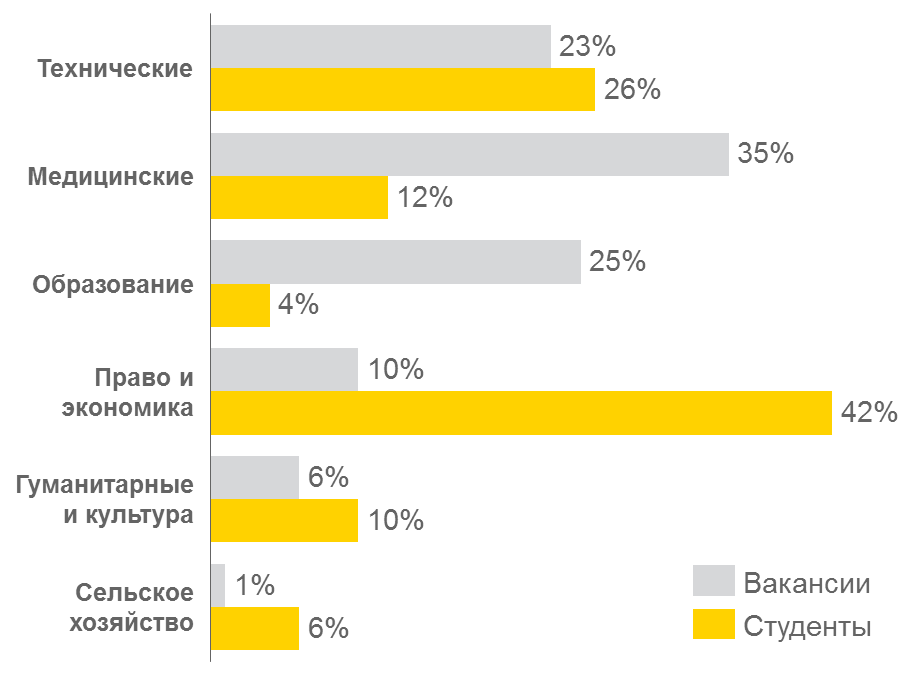 Технические
23%
26%
Медицинские
35%
12%
Образование
25%
4%
Право и
экономика
10%
42%
Гуманитарные
и культура
6%
10%
Сельское
хозяйство
1%
6%
Вакансии
Студенты